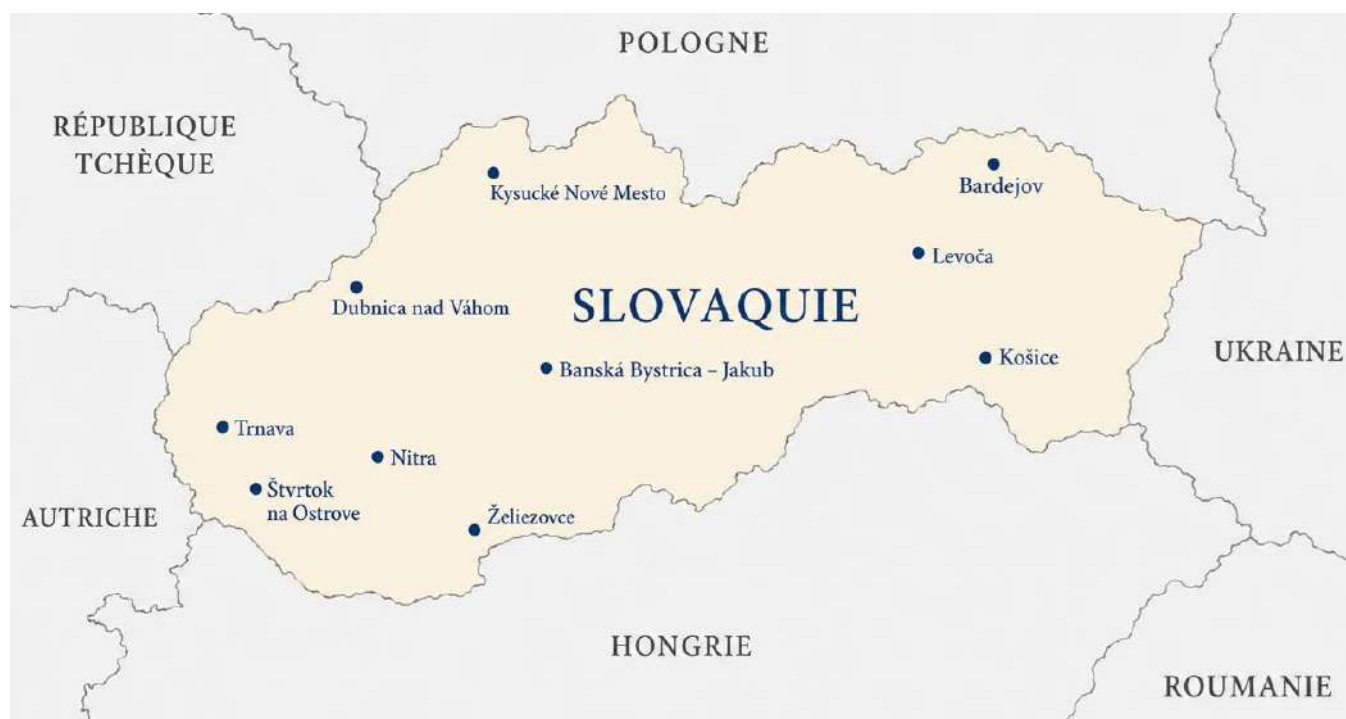 POLOGNE
RÉPUBLIQUE
TCHÈQUE
Kysucké Nové Mesto
Bardejov
Levoča
Dubnica nad Váhom
SLOVAQUIE
UKRAINE
Košice
Banská Bystrica – Jakub
Trnava
Nitra
Štvrtok
na Ostrove
AUTRICHE
Želiezovce
HONGRIE
ROUMANIE